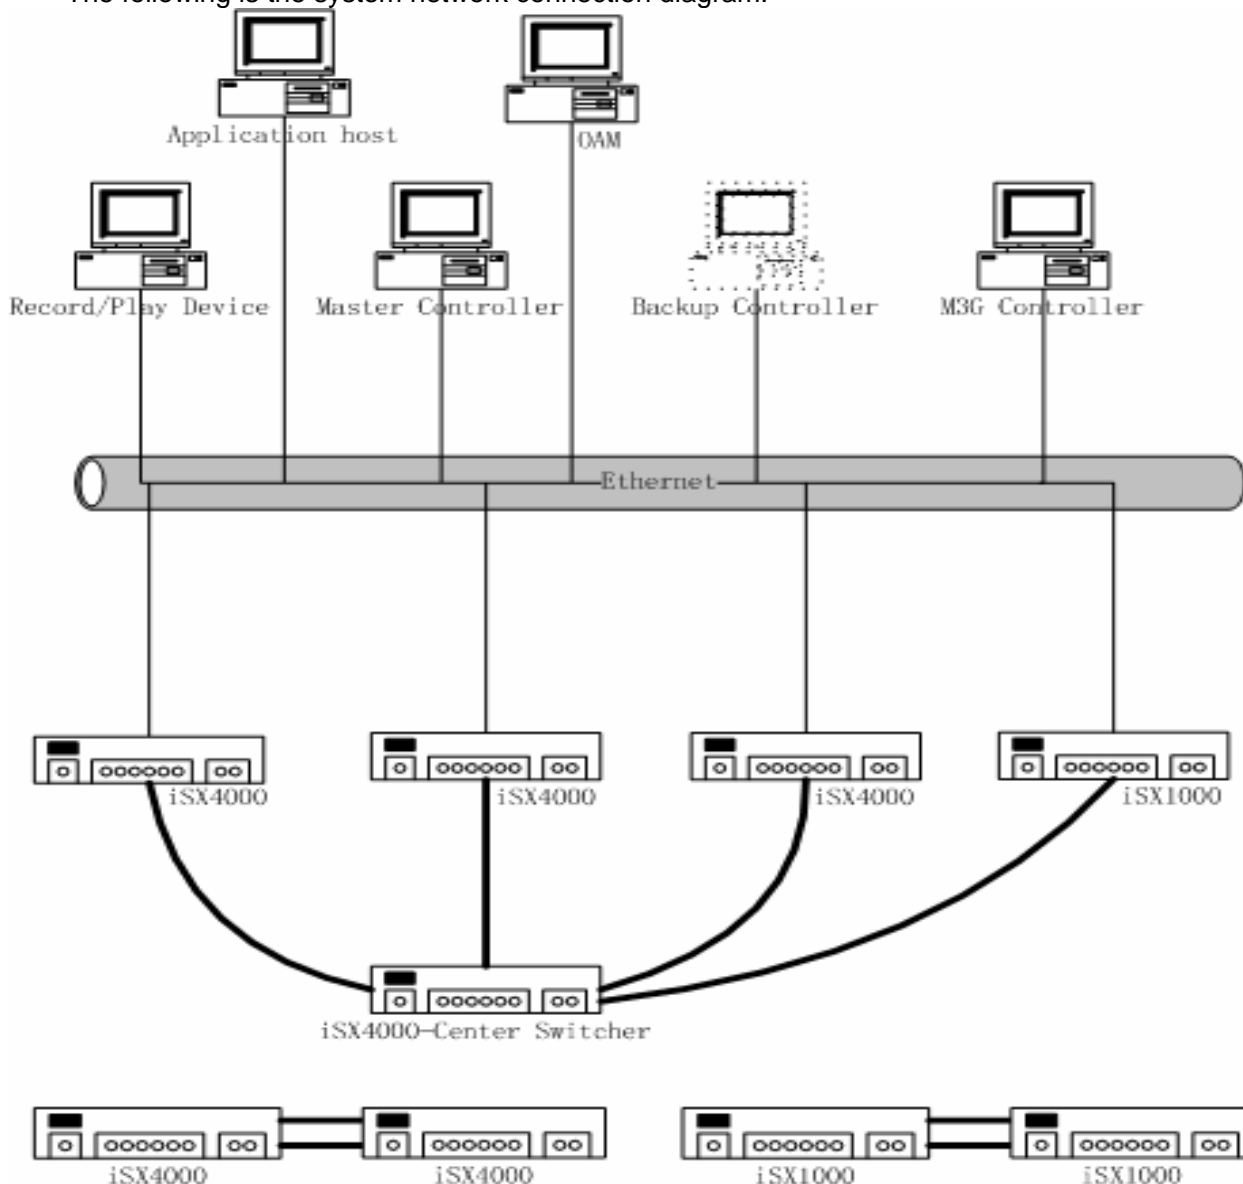 The following is the system network connection diagram:
Application host
OAM
Record/Play Device
Master Controller
Backup Controller
M3G Controller
Ethernet
iSX4000
iSX4000
iSX4000
iSX1000
iSX4000-Center Switcher
iSX4000
iSX4000
iSX1000
iSX1000